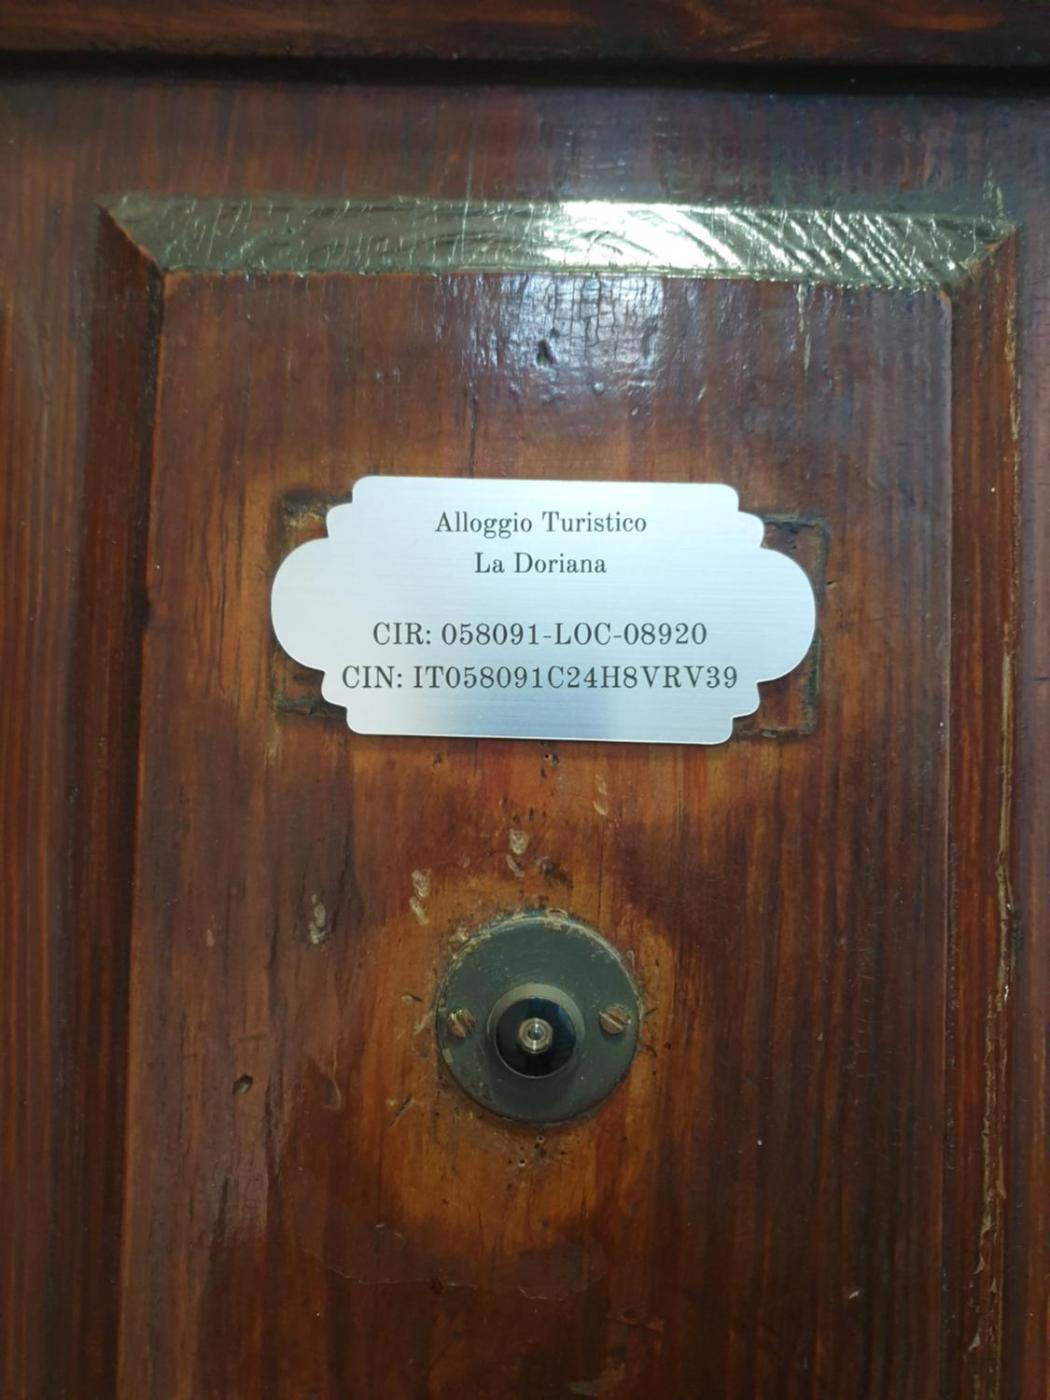 Alloggio Turistico
La Doriana
CIR: 058091-LOC-08920
CIN: IT058091C24H8VRV39